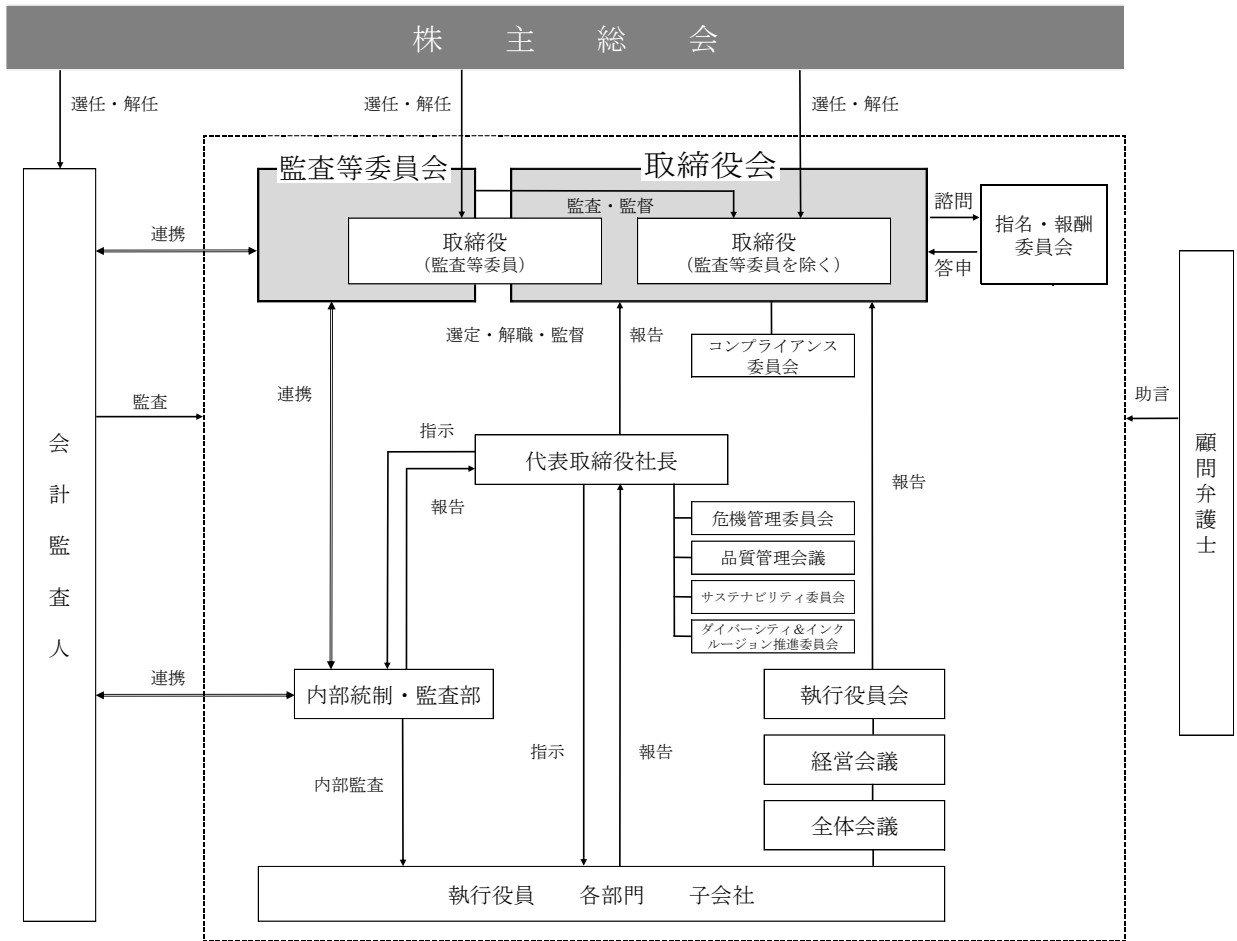 株主総会
選任・解任
選任・解任
選任・解任
監査等委員会
取締役会
監査・監督
取締役
（監査等委員）
取締役
（監査等委員を除く）
諮問
答申
指名・報酬
委員会
連携
選定・解職・監督
報告
コンプライアンス
委員会
連携
監査
助言
会計監査人
顧問弁護士
指示
代表取締役社長
報告
報告
危機管理委員会
品質管理会議
サステナビリティ委員会
ダイバーシティ&インク
ルージョン推進委員会
連携
内部統制・監査部
執行役員会
指示
報告
経営会議
内部監査
全体会議
執行役員 各部門 子会社